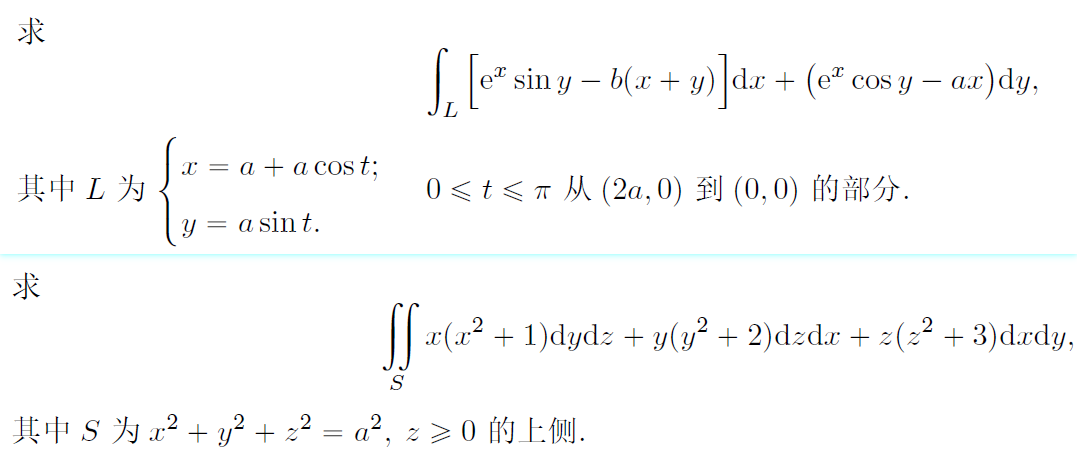 求
∫_L [e^x sin y − b(x + y)]dx + (e^x cos y − ax)dy,
其中 L 为 { x = a + a cos t; y = a sin t. 0 ⩽ t ⩽ π 从 (2a, 0) 到 (0, 0) 的部分.
求
∬_S x(x^2 + 1)dydz + y(y^2 + 2)dzdx + z(z^2 + 3)dxdy,
其中 S 为 x^2 + y^2 + z^2 = a^2, z ⩾ 0 的上侧.